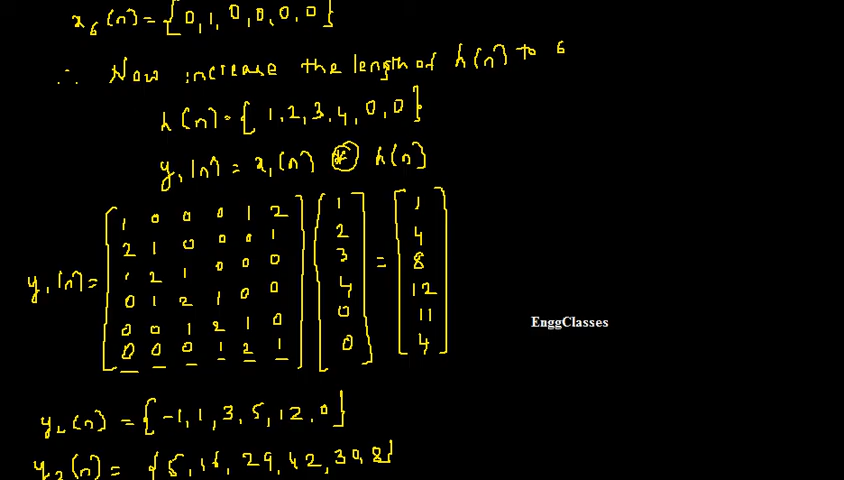 x₆(n) = {0, 1, 0, 0, 0, 0}
∴ Now increase the length of h(n) to 6
h(n) = { 1, 2, 3, 4, 0, 0}
y₁(n) = x₁(n) ⊛ h(n)
y₁(n) = [1 0 0 0 1 2] [1] = [1]
[2 1 0 0 0 1] [2] [4]
[1 2 1 0 0 0] [3] [8]
[0 1 2 1 0 0] [4] [12]
[0 0 1 2 1 0] [0] [11]
[0 0 0 1 2 1] [0] [4]
EnggClasses
y₂(n) = {-1, 1, 3, 5, 12, 0}
y₃(n) = {5, 16, 29, 42, 30, 8}